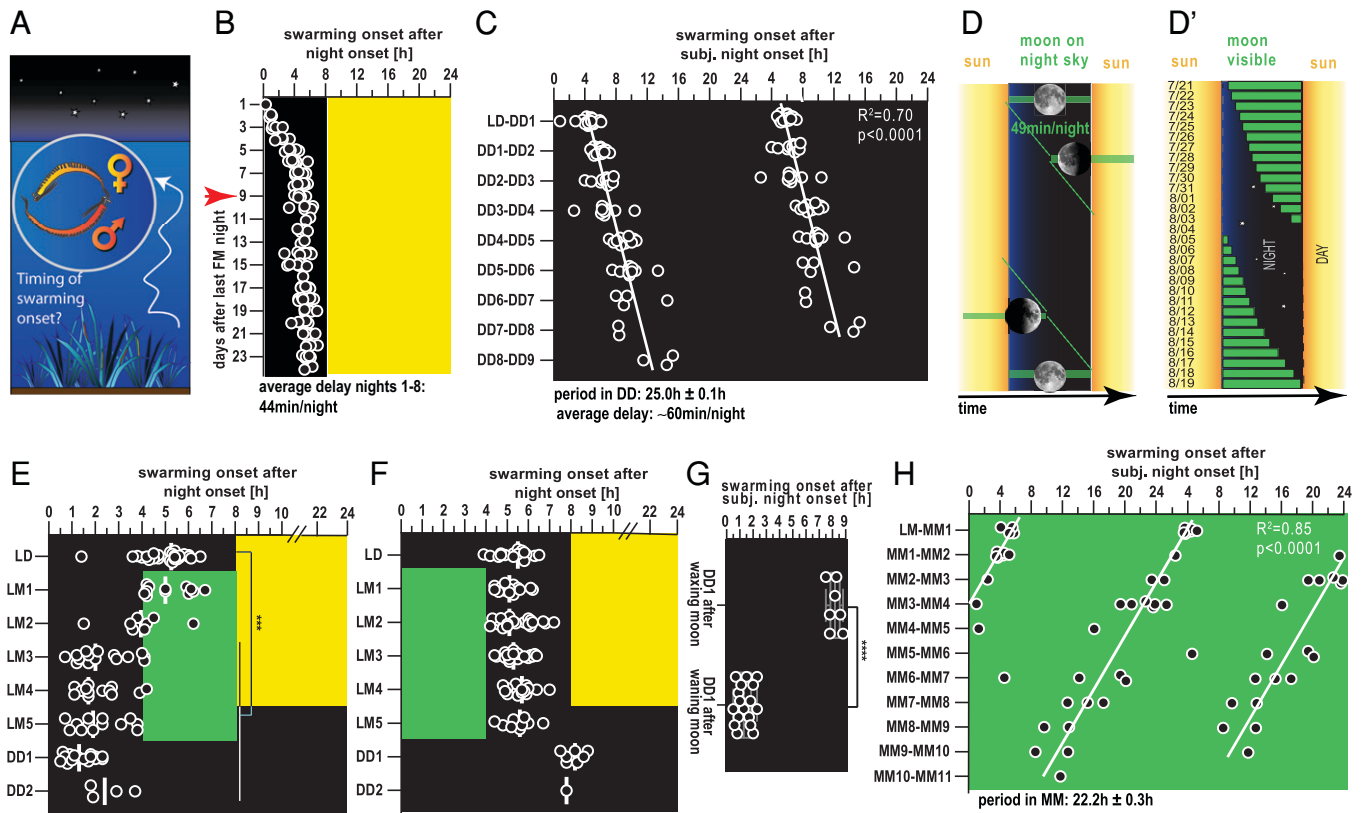 A
Timing of
swarming
onset?
B
swarming onset after
night onset [h]
0 4 8 12 16 20 24
days after last FM night
1
3
5
7
9
11
13
15
17
19
21
23
average delay nights 1-8:
44min/night
C
swarming onset after
subj. night onset [h]
0 4 8 12 16 20 24 4 8 12 16 20 24
R²=0.70
p<0.0001
LD-DD1
DD1-DD2
DD2-DD3
DD3-DD4
DD4-DD5
DD5-DD6
DD6-DD7
DD7-DD8
DD8-DD9
period in DD: 25.0h ± 0.1h
average delay: ~60min/night
D
moon on
night sky
sun sun
49min/night
time
D'
moon
visible
sun sun
7/21
7/22
7/23
7/24
7/25
7/26
7/27
7/28
7/29
7/30
7/31
8/01
8/02
8/03
8/04
8/05
8/06
8/07
8/08
8/09
8/10
8/11
8/12
8/13
8/14
8/15
8/16
8/17
8/18
8/19
NIGHT
DAY
time
E
swarming onset after
night onset [h]
0 1 2 3 4 5 6 7 8 9 10 24
LD
LM1
LM2
LM3
LM4
LM5
DD1
DD2
***
F
swarming onset after
night onset [h]
0 1 2 3 4 5 6 7 8 9 10 24
LD
LM1
LM2
LM3
LM4
LM5
DD1
DD2
G
swarming onset after
subj. night onset [h]
0 1 2 3 4 5 6 7 8 9
DD1 after
waxing moon
DD1 after
waning moon
****
H
swarming onset after
subj. night onset [h]
0 4 8 12 16 20 24 4 8 12 16 20 24
R²=0.85
p<0.0001
LM-MM1
MM1-MM2
MM2-MM3
MM3-MM4
MM4-MM5
MM5-MM6
MM6-MM7
MM7-MM8
MM8-MM9
MM9-MM10
MM10-MM11
period in MM: 22.2h ± 0.3h